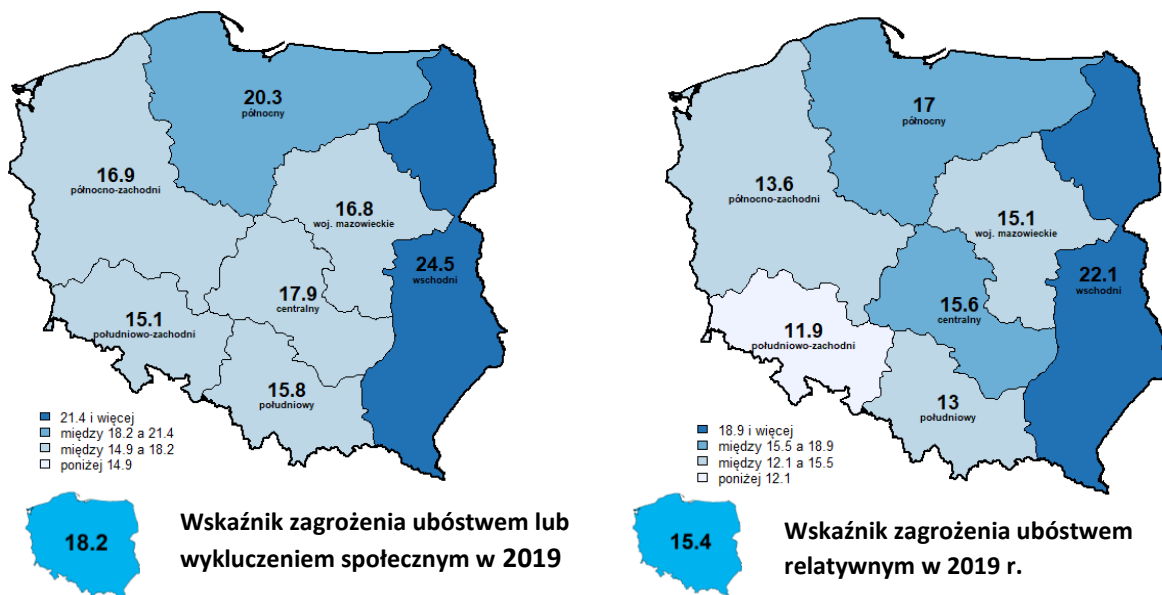 20.3
północny
16.9
północno-zachodni
16.8
woj. mazowieckie
24.5
wschodni
17.9
centralny
15.1
południowo-zachodni
15.8
południowy
21.4 i więcej
między 18.2 a 21.4
między 14.9 a 18.2
poniżej 14.9
18.2
Wskaźnik zagrożenia ubóstwem lub
wykluczeniem społecznym w 2019
17
północny
13.6
północno-zachodni
15.1
woj. mazowieckie
22.1
wschodni
15.6
centralny
11.9
południowo-zachodni
13
południowy
18.9 i więcej
między 15.5 a 18.9
między 12.1 a 15.5
poniżej 12.1
15.4
Wskaźnik zagrożenia ubóstwem
relatywnym w 2019 r.